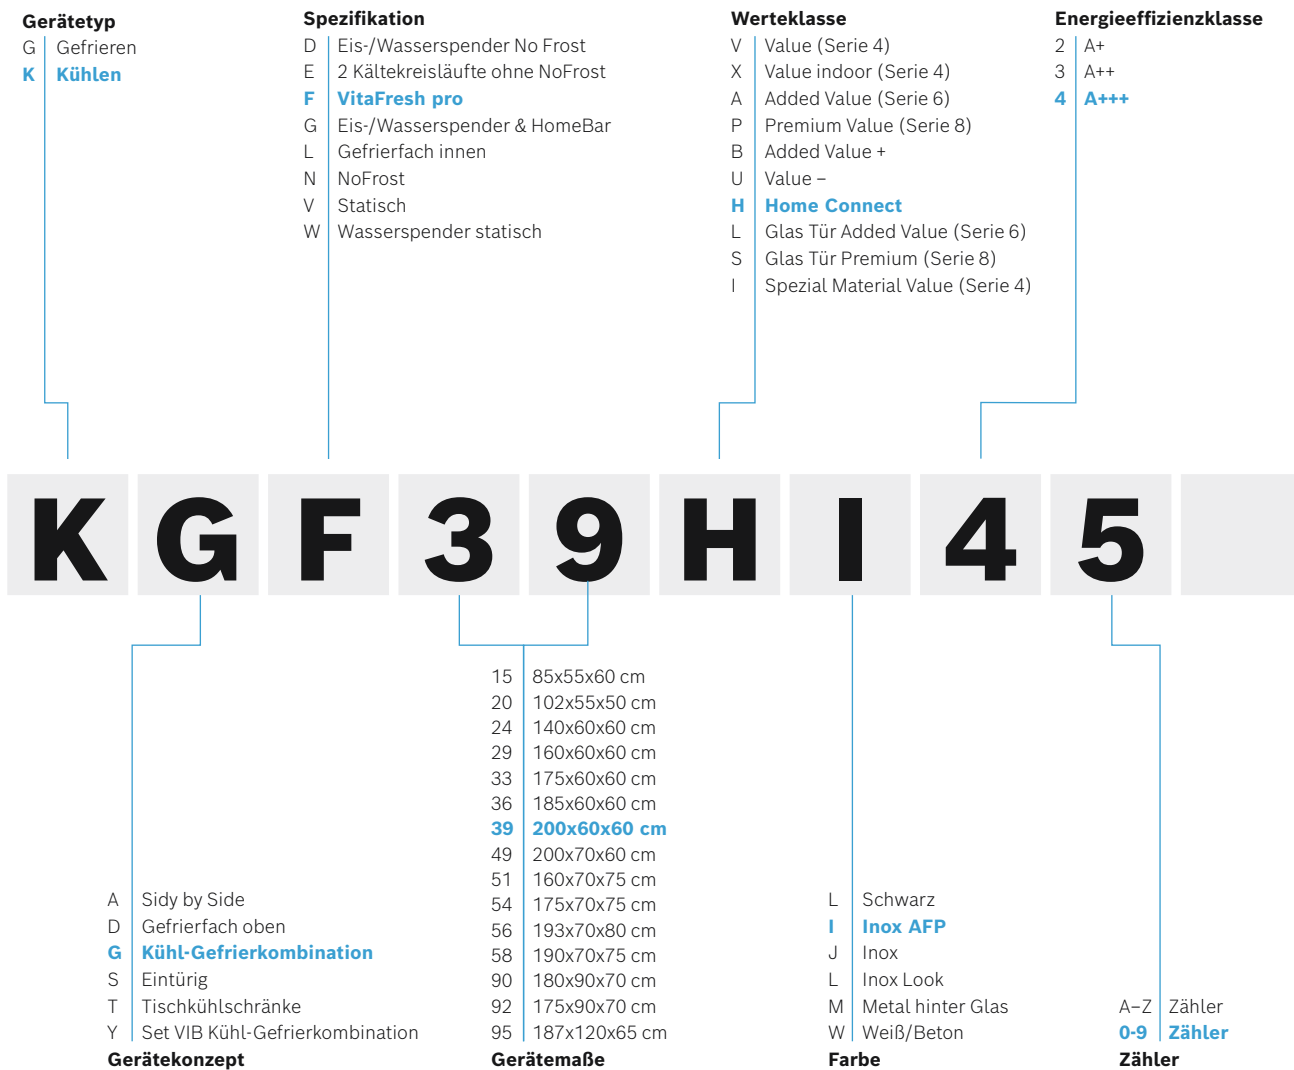 Gerätetyp
G Gefrieren
K Kühlen
Spezifikation
D Eis-/Wasserspender No Frost
E 2 Kältekreisläufte ohne NoFrost
F VitaFresh pro
G Eis-/Wasserspender & HomeBar
L Gefrierfach innen
N NoFrost
V Statisch
W Wasserspender statisch
Werteklasse
V Value (Serie 4)
X Value indoor (Serie 4)
A Added Value (Serie 6)
P Premium Value (Serie 8)
B Added Value +
U Value –
H Home Connect
L Glas Tür Added Value (Serie 6)
S Glas Tür Premium (Serie 8)
I Spezial Material Value (Serie 4)
Energieeffizienzklasse
2 A+
3 A++
4 A+++
K G F 3 9 H I 4 5
A Sidy by Side
D Gefrierfach oben
G Kühl-Gefrierkombination
S Eintürig
T Tischkühlschränke
Y Set VIB Kühl-Gefrierkombination
Gerätekonzept
15 85x55x60 cm
20 102x55x50 cm
24 140x60x60 cm
29 160x60x60 cm
33 175x60x60 cm
36 185x60x60 cm
39 200x60x60 cm
49 200x70x60 cm
51 160x70x75 cm
54 175x70x75 cm
56 193x70x80 cm
58 190x70x75 cm
90 180x90x70 cm
92 175x90x70 cm
95 187x120x65 cm
Gerätemaße
L Schwarz
I Inox AFP
J Inox
L Inox Look
M Metal hinter Glas
W Weiß/Beton
Farbe
A–Z Zähler
0-9 Zähler
Zähler